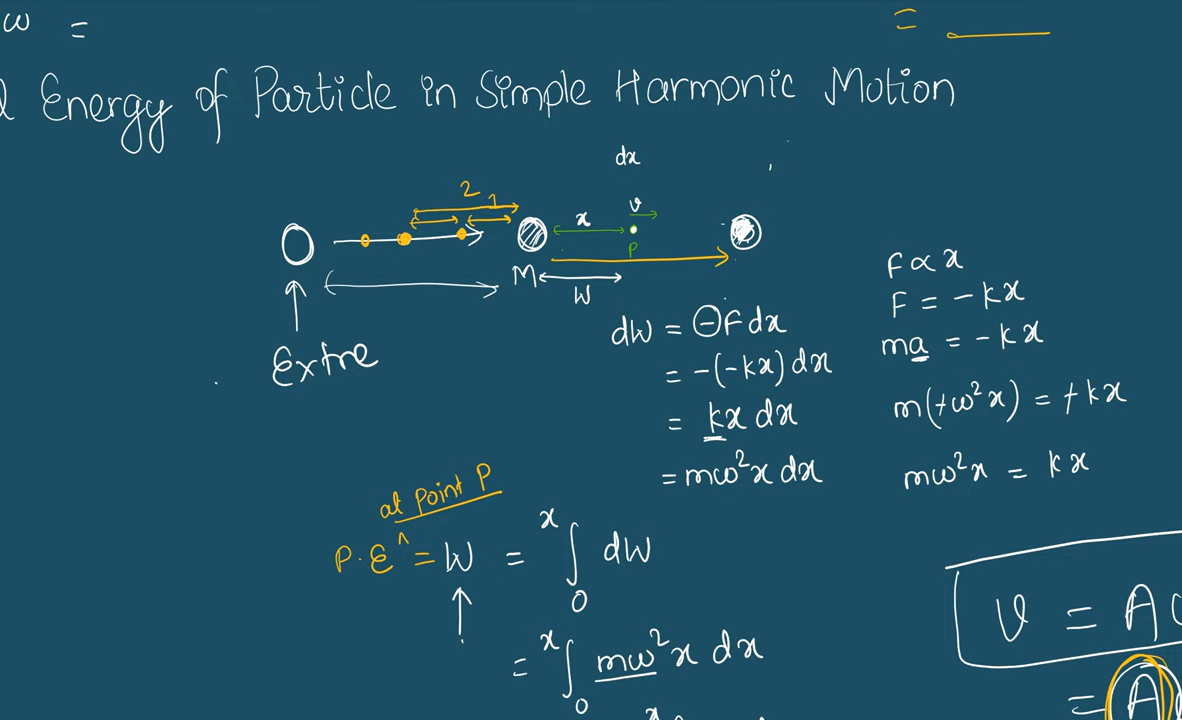 ω =
=
Energy of Particle in Simple Harmonic Motion
dx
2 1
x v
P
M
W
Extre
F ∝ x
F = -kx
ma = -kx
m(+ω²x) = +kx
mω²x = kx
dW = -F dx
= -(-kx) dx
= kx dx
= mω²x dx
at Point P
P.E^ = W = ∫₀ˣ dW
= ∫₀ˣ mω²x dx
v = A
= A